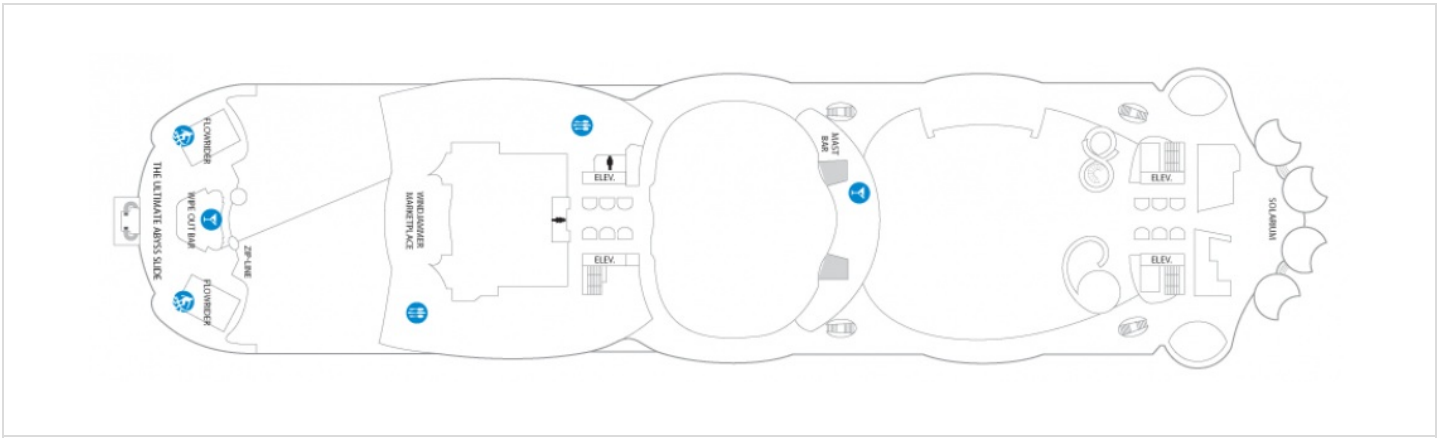 FLOWRIDER
THE ULTIMATE ABYSS SLIDE
WIPE OUT BAR
ZIP-LINE
FLOWRIDER
WINDJAMMER
MARKETPLACE
ELEV.
ELEV.
MAST
BAR
ELEV.
ELEV.
SOLARIUM